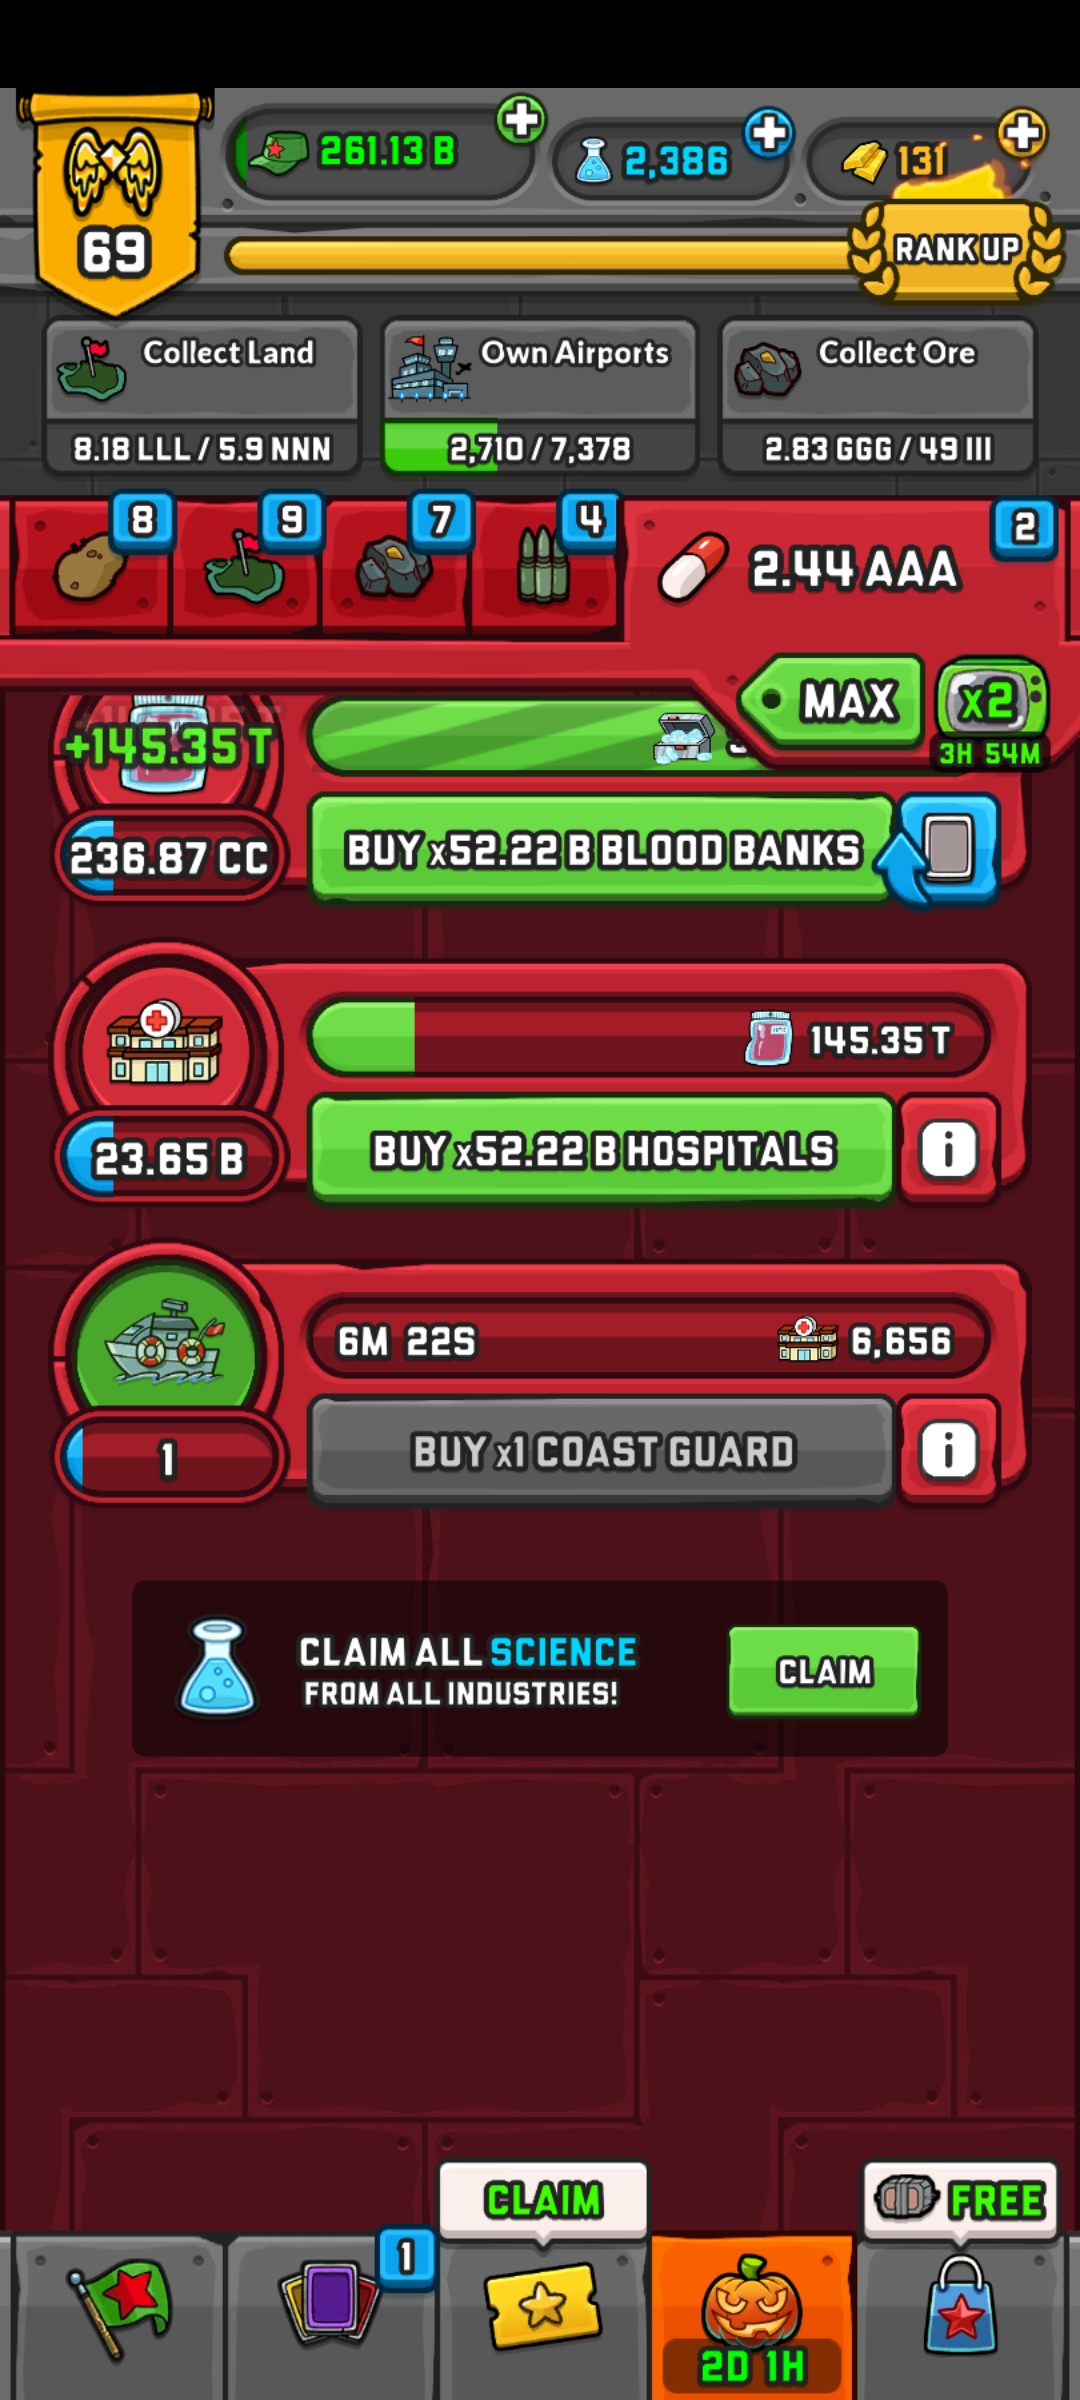 261.13 B
2,386
131
69
RANK UP
Collect Land
Own Airports
Collect Ore
8.18 LLL / 5.9 NNN
2,710 / 7,378
2.83 GGG / 49 III
8
9
7
4
2
2.44 AAA
MAX
x2
3H 54M
+145.35 T
236.87 CC
BUY x52.22 B BLOOD BANKS
145.35 T
23.65 B
BUY x52.22 B HOSPITALS
i
6M 22S
6,656
1
BUY x1 COAST GUARD
i
CLAIM ALL SCIENCE
FROM ALL INDUSTRIES!
CLAIM
CLAIM
FREE
1
2D 1H